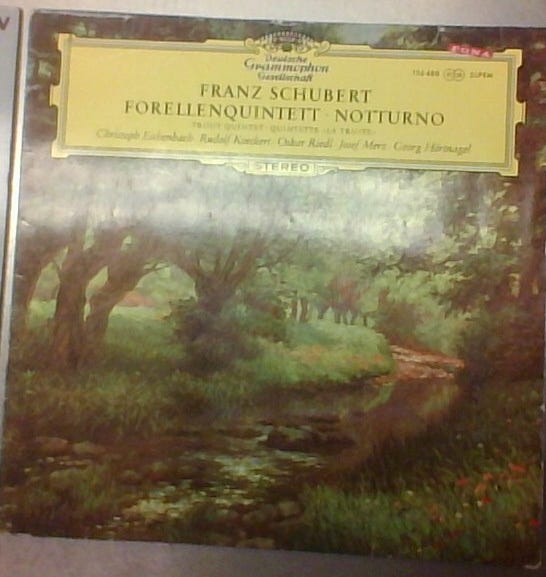 Deutsche
Grammophon
Gesellschaft
FONA
SLPEM
FRANZ SCHUBERT
FORELLENQUINTETT · NOTTURNO
TROUT QUINTET · QUINTETTE «LA TRUITE»
Christoph Eschenbach · Rudolf Koeckert · Oskar Riedl · Josef Merz · Georg Hörtnagel
STEREO